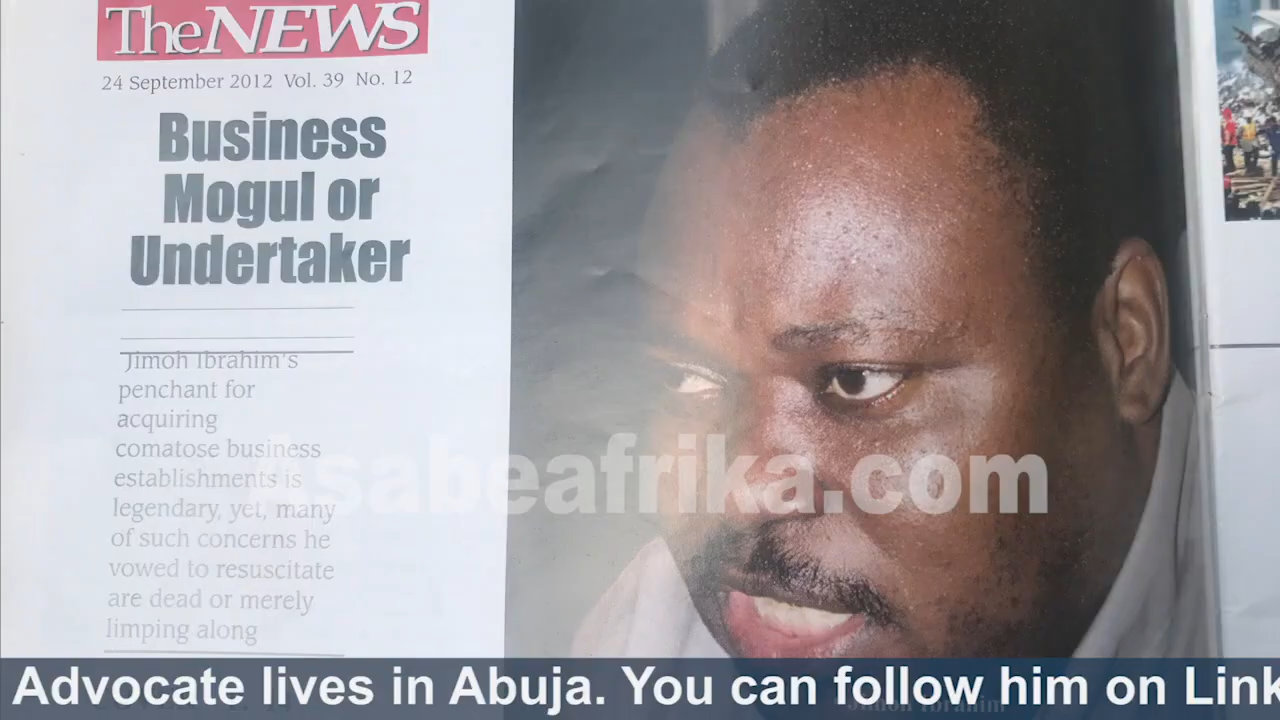 TheNEWS
24 September 2012 Vol. 39 No. 12
Business
Mogul or
Undertaker
Jimoh Ibrahim's
penchant for
acquiring
comatose business
establishments is
legendary, yet, many
of such concerns he
vowed to resuscitate
are dead or merely
limping along
Asabeafrika.com
Jimoh Ibrahim
Advocate lives in Abuja. You can follow him on Link